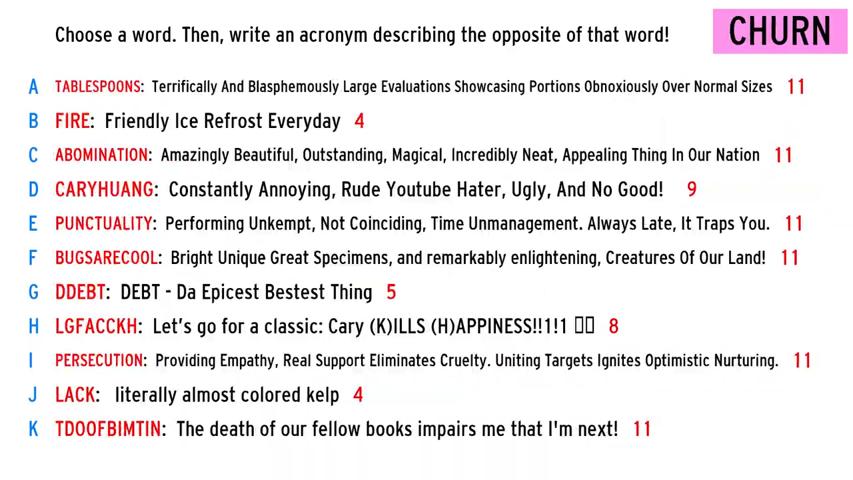 Choose a word. Then, write an acronym describing the opposite of that word!
CHURN
A TABLESPOONS: Terrifically And Blasphemously Large Evaluations Showcasing Portions Obnoxiously Over Normal Sizes 11
B FIRE: Friendly Ice Refrost Everyday 4
C ABOMINATION: Amazingly Beautiful, Outstanding, Magical, Incredibly Neat, Appealing Thing In Our Nation 11
D CARYHUANG: Constantly Annoying, Rude Youtube Hater, Ugly, And No Good! 9
E PUNCTUALITY: Performing Unkempt, Not Coinciding, Time Unmanagement. Always Late, It Traps You. 11
F BUGSARECOOL: Bright Unique Great Specimens, and remarkably enlightening, Creatures Of Our Land! 11
G DDEBT: DEBT - Da Epicest Bestest Thing 5
H LGFACCKH: Let's go for a classic: Cary (K)ILLS (H)APPINESS!!1!1 8
I PERSECUTION: Providing Empathy, Real Support Eliminates Cruelty. Uniting Targets Ignites Optimistic Nurturing. 11
J LACK: literally almost colored kelp 4
K TDOOFBIMTIN: The death of our fellow books impairs me that I'm next! 11